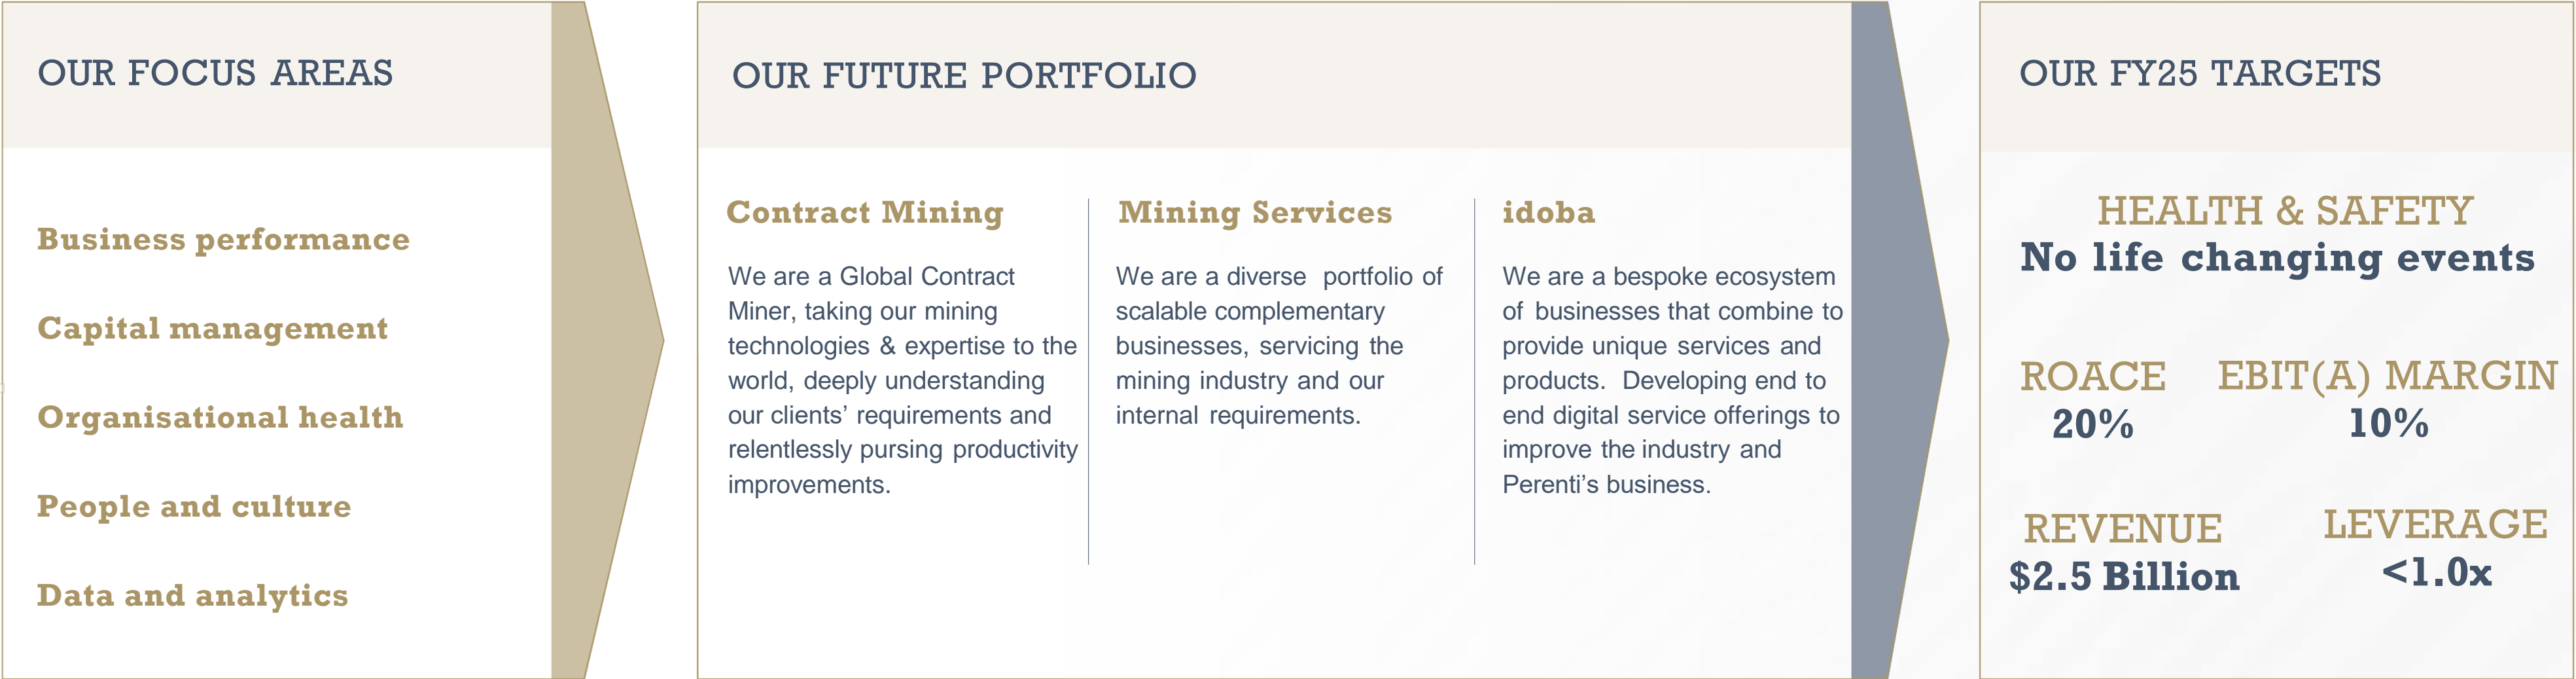 OUR FOCUS AREAS
Business performance
Capital management
Organisational health
People and culture
Data and analytics
OUR FUTURE PORTFOLIO
Contract Mining
We are a Global Contract
Miner, taking our mining
technologies & expertise to the
world, deeply understanding
our clients’ requirements and
relentlessly pursing productivity
improvements.
Mining Services
We are a diverse portfolio of
scalable complementary
businesses, servicing the
mining industry and our
internal requirements.
idoba
We are a bespoke ecosystem
of businesses that combine to
provide unique services and
products. Developing end to
end digital service offerings to
improve the industry and
Perenti’s business.
OUR FY25 TARGETS
HEALTH & SAFETY
No life changing events
ROACE
20%
EBIT(A) MARGIN
10%
REVENUE
$2.5 Billion
LEVERAGE
<1.0x